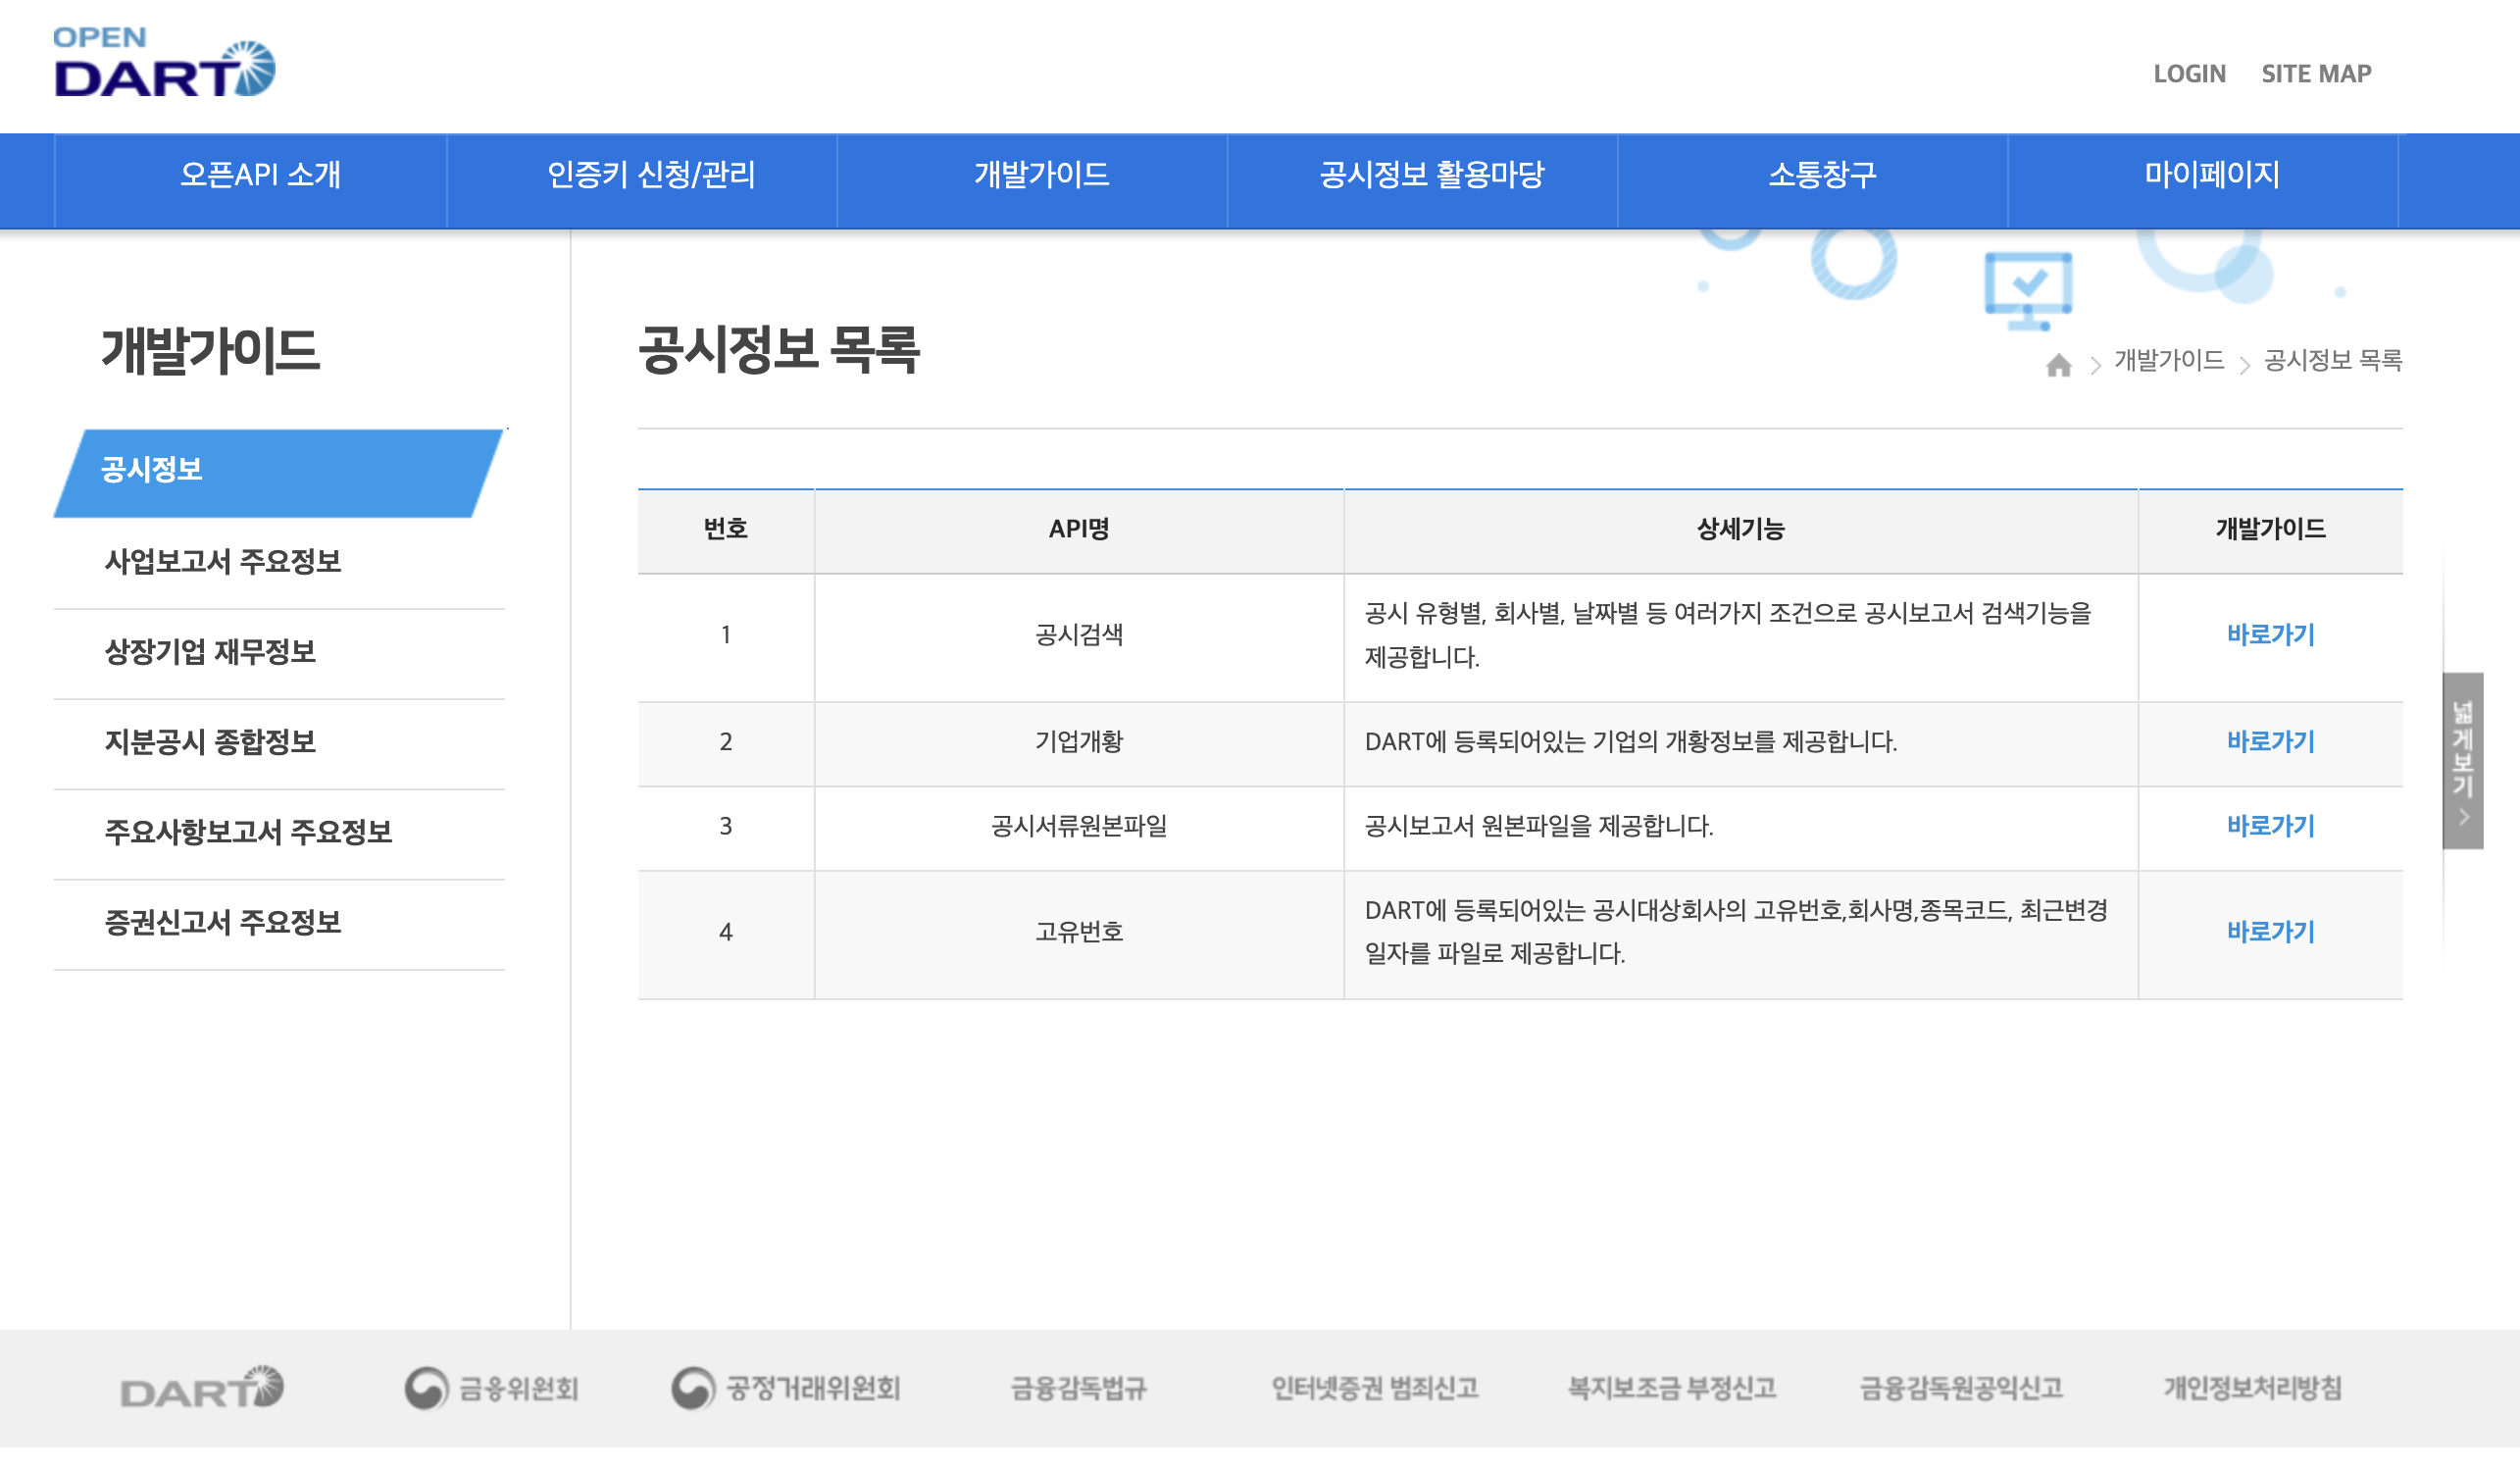 OPEN
DART
LOGIN SITE MAP
오픈API 소개 인증키 신청/관리 개발가이드 공시정보 활용마당 소통창구 마이페이지
개발가이드
공시정보
사업보고서 주요정보
상장기업 재무정보
지분공시 종합정보
주요사항보고서 주요정보
증권신고서 주요정보
공시정보 목록
개발가이드 공시정보 목록
번호 API명 상세기능 개발가이드
1 공시검색 공시 유형별, 회사별, 날짜별 등 여러가지 조건으로 공시보고서 검색기능을
제공합니다. 바로가기
2 기업개황 DART에 등록되어있는 기업의 개황정보를 제공합니다. 바로가기
3 공시서류원본파일 공시보고서 원본파일을 제공합니다. 바로가기
4 고유번호 DART에 등록되어있는 공시대상회사의 고유번호,회사명,종목코드, 최근변경
일자를 파일로 제공합니다. 바로가기
넓게보기
DART 금융위원회 공정거래위원회 금융감독법규 인터넷증권 범죄신고 복지보조금 부정신고 금융감독원공익신고 개인정보처리방침